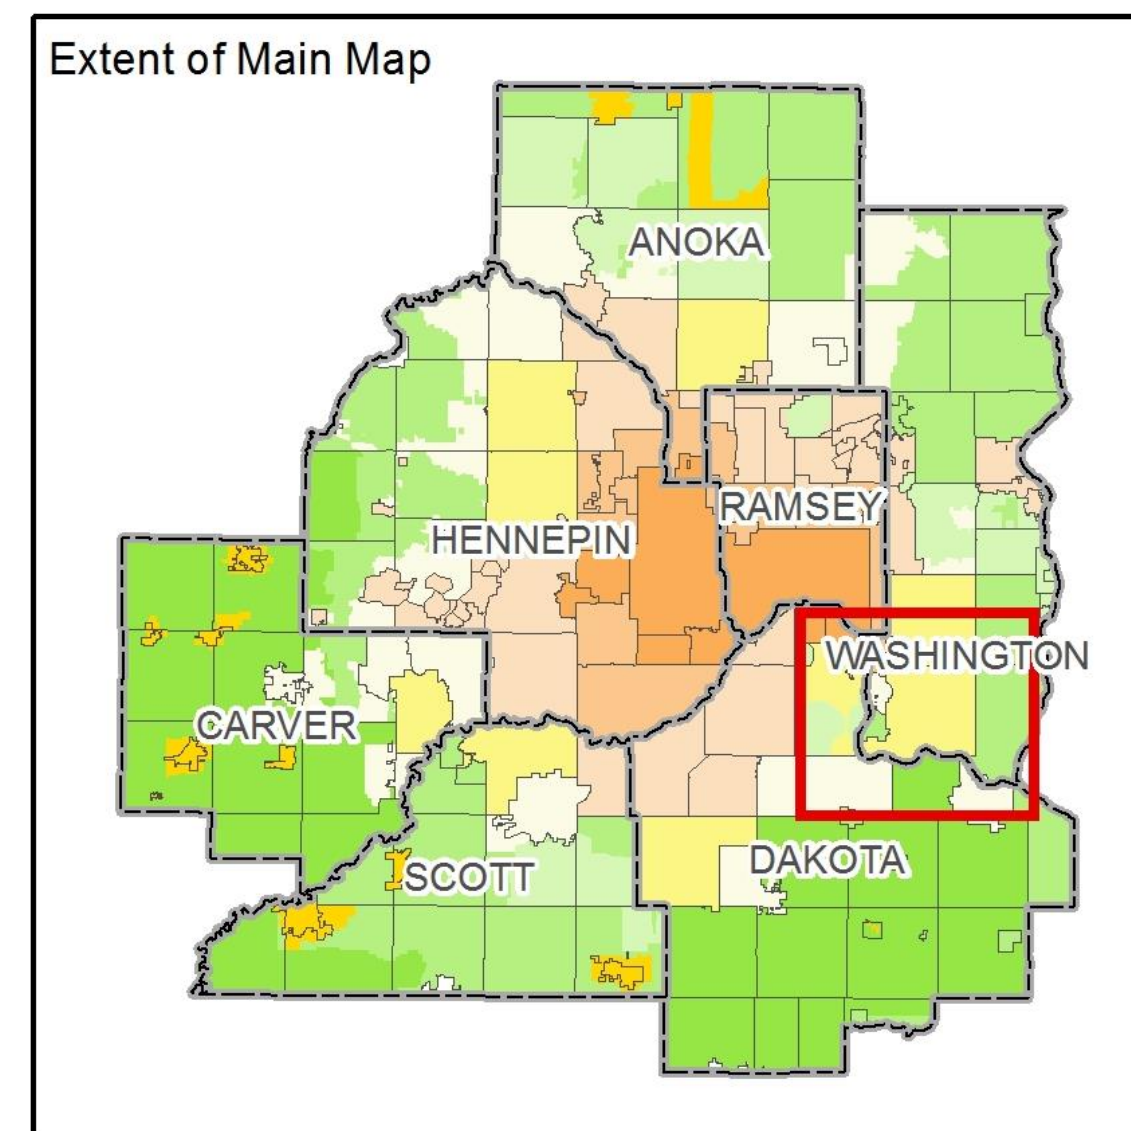 Extent of Main Map
ANOKA
RAMSEY
HENNEPIN
WASHINGTON
CARVER
DAKOTA
SCOTT